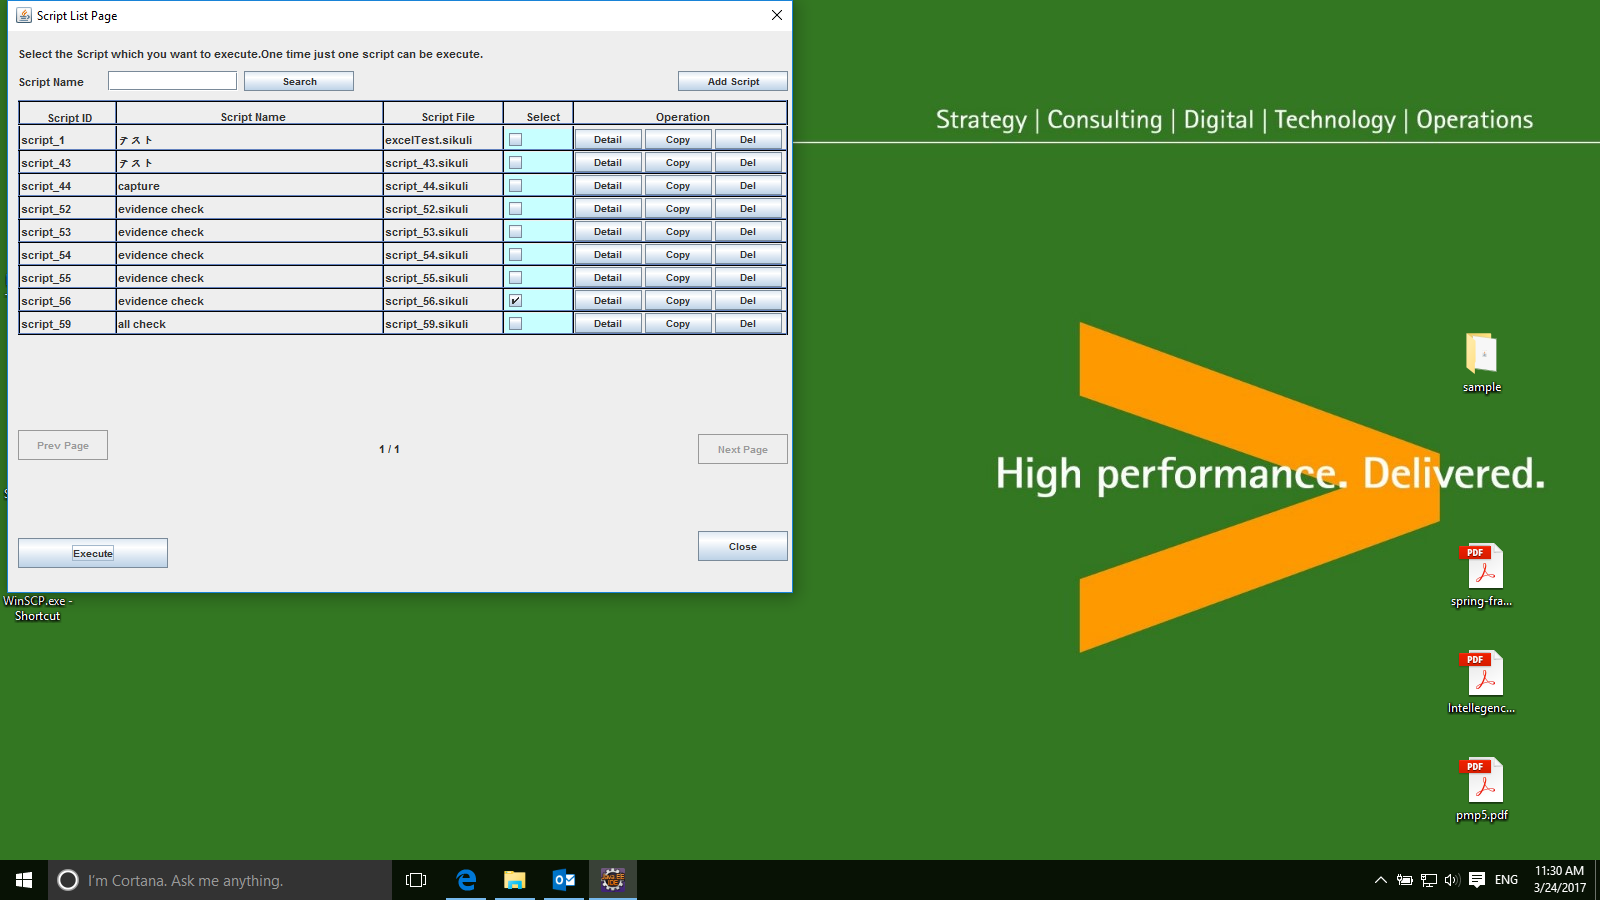 Script List Page
Select the Script which you want to execute.One time just one script can be execute.
Script Name Search Add Script
Script ID Script Name Script File Select Operation
script_1 テスト excelTest.sikuli Detail Copy Del
script_43 テスト script_43.sikuli Detail Copy Del
script_44 capture script_44.sikuli Detail Copy Del
script_52 evidence check script_52.sikuli Detail Copy Del
script_53 evidence check script_53.sikuli Detail Copy Del
script_54 evidence check script_54.sikuli Detail Copy Del
script_55 evidence check script_55.sikuli Detail Copy Del
script_56 evidence check script_56.sikuli Detail Copy Del
script_59 all check script_59.sikuli Detail Copy Del
Prev Page 1 / 1 Next Page
Execute Close
WinSCP.exe -
Shortcut
Strategy | Consulting | Digital | Technology | Operations
High performance. Delivered.
sample
PDF
spring-fra...
PDF
Intellegenc...
PDF
pmp5.pdf
I'm Cortana. Ask me anything.
Java EE
IDE
ENG
11:30 AM
3/24/2017